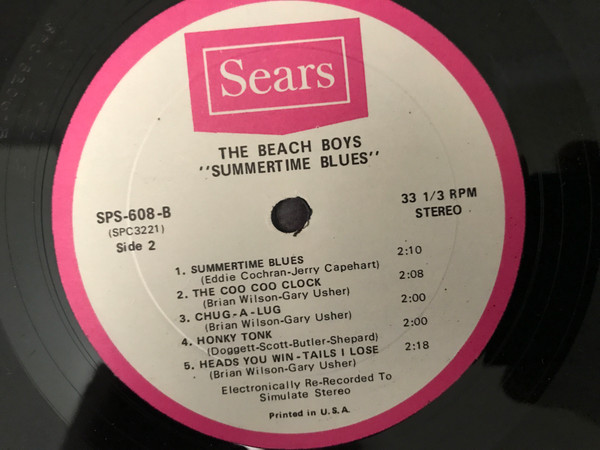 Sears
THE BEACH BOYS
"SUMMERTIME BLUES"
SPS-608-B
(SPC3221)
Side 2
33 1/3 RPM
STEREO
1. SUMMERTIME BLUES 2:10
(Eddie Cochran-Jerry Capehart)
2. THE COO COO CLOCK 2:08
(Brian Wilson-Gary Usher)
3. CHUG-A-LUG 2:00
(Brian Wilson-Gary Usher)
4. HONKY TONK 2:00
(Doggett-Scott-Butler-Shepard)
5. HEADS YOU WIN-TAILS I LOSE 2:18
(Brian Wilson-Gary Usher)
Electronically Re-Recorded To
Simulate Stereo
Printed in U.S.A.